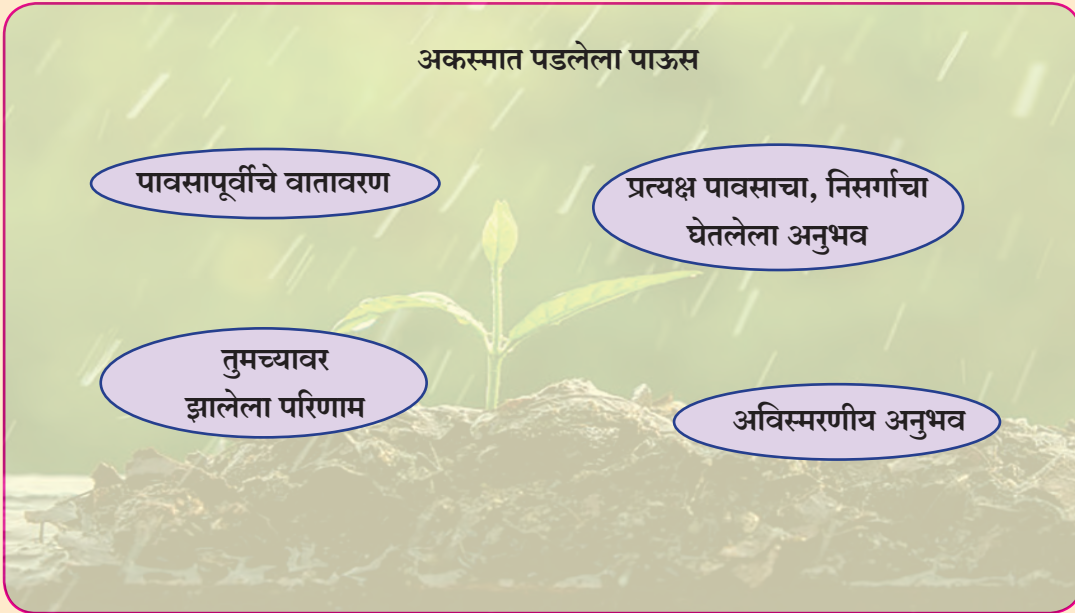 अकस्मात पडलेला पाऊस
पावसापूर्वीचे वातावरण
प्रत्यक्ष पावसाचा, निसर्गाचा
घेतलेला अनुभव
तुमच्यावर
झालेला परिणाम
अविस्मरणीय अनुभव